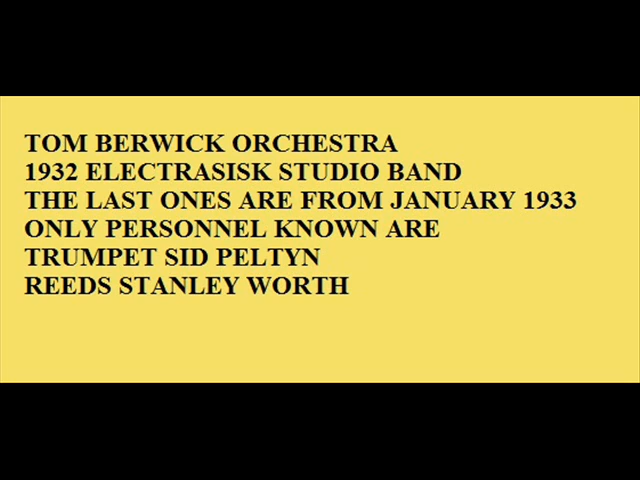 TOM BERWICK ORCHESTRA
1932 ELECTRASISK STUDIO BAND
THE LAST ONES ARE FROM JANUARY 1933
ONLY PERSONNEL KNOWN ARE
TRUMPET SID PELTYN
REEDS STANLEY WORTH